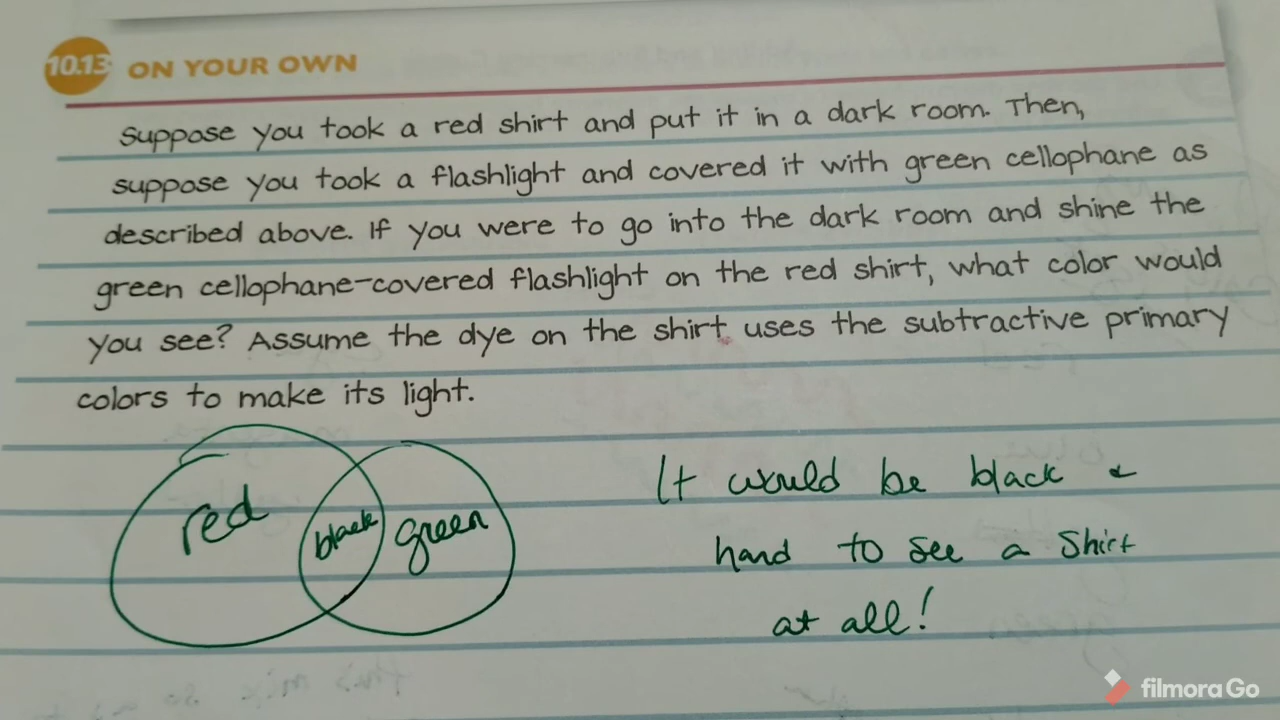 10.13 ON YOUR OWN
Suppose you took a red shirt and put it in a dark room. Then,
suppose you took a flashlight and covered it with green cellophane as
described above. If you were to go into the dark room and shine the
green cellophane-covered flashlight on the red shirt, what color would
you see? Assume the dye on the shirt uses the subtractive primary
colors to make its light.
red black green
It would be black &
hard to see a shirt
at all!
filmora Go